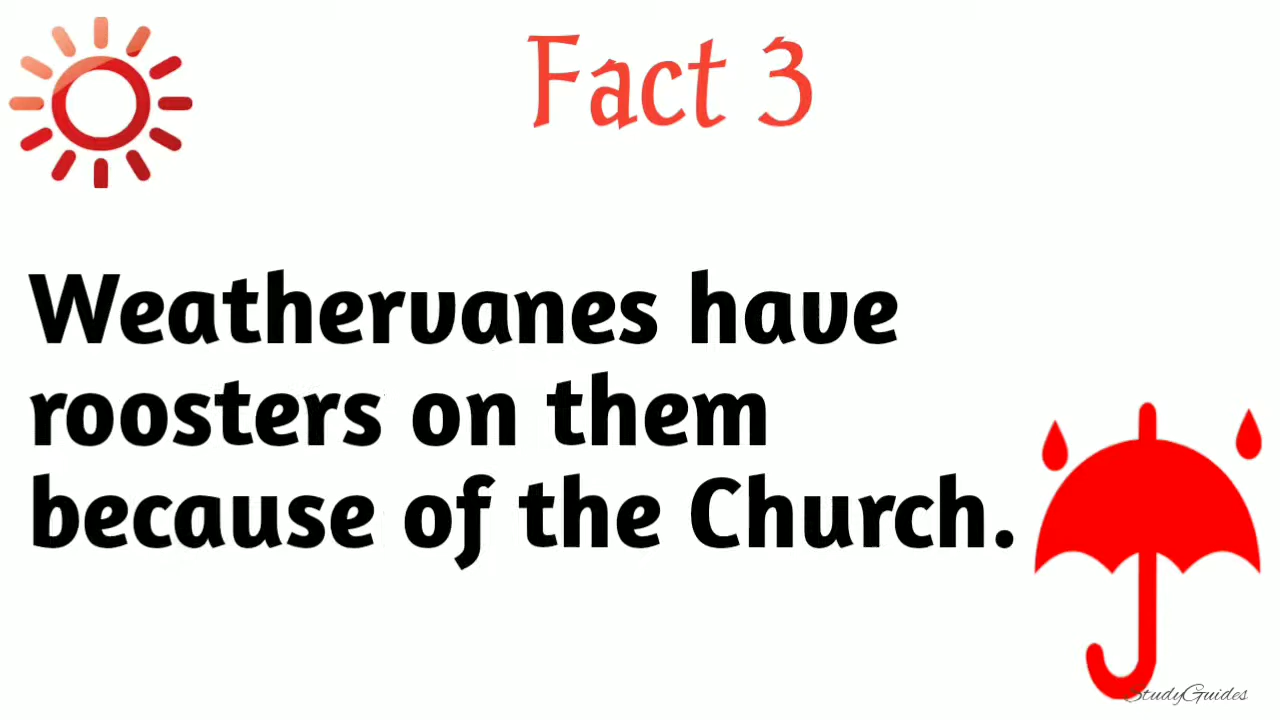 Fact 3
Weathervanes have
roosters on them
because of the Church.
StudyGuides